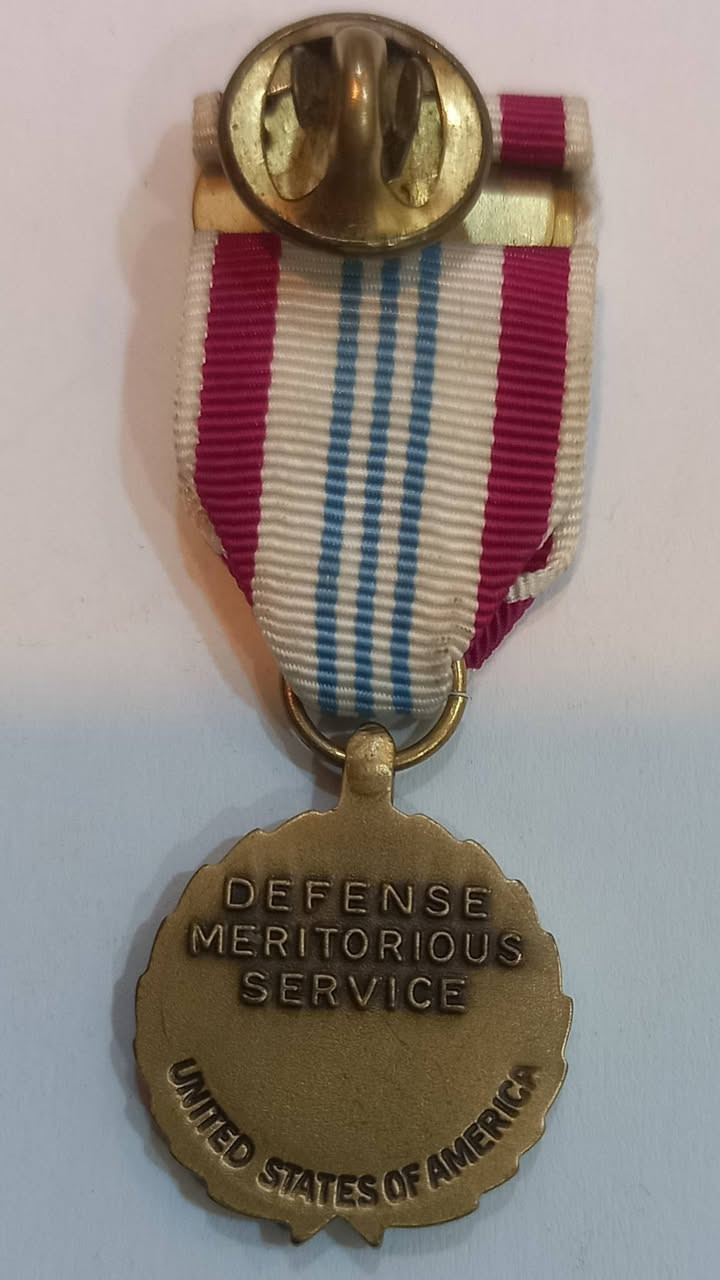 DEFENSE
MERITORIOUS
SERVICE
UNITED STATES OF AMERICA